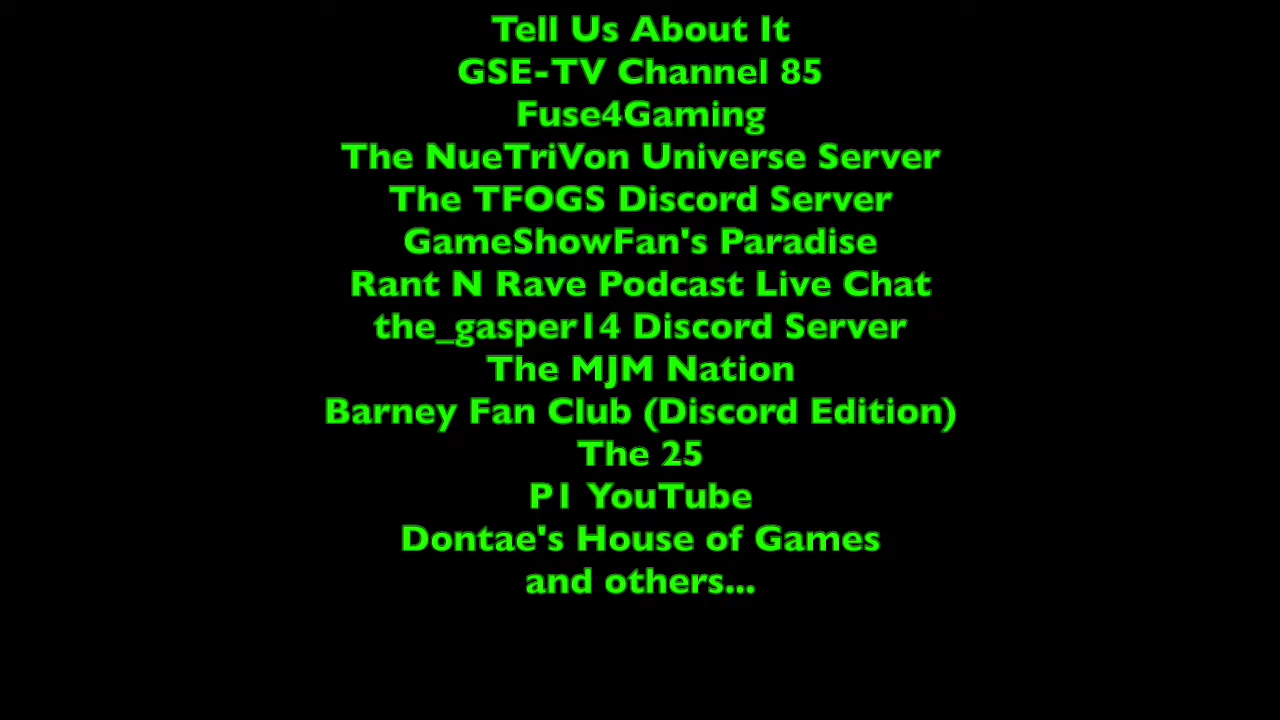 Tell Us About It
GSE-TV Channel 85
Fuse4Gaming
The NueTriVon Universe Server
The TFOGS Discord Server
GameShowFan's Paradise
Rant N Rave Podcast Live Chat
the_gasper14 Discord Server
The MJM Nation
Barney Fan Club (Discord Edition)
The 25
P1 YouTube
Dontae's House of Games
and others...